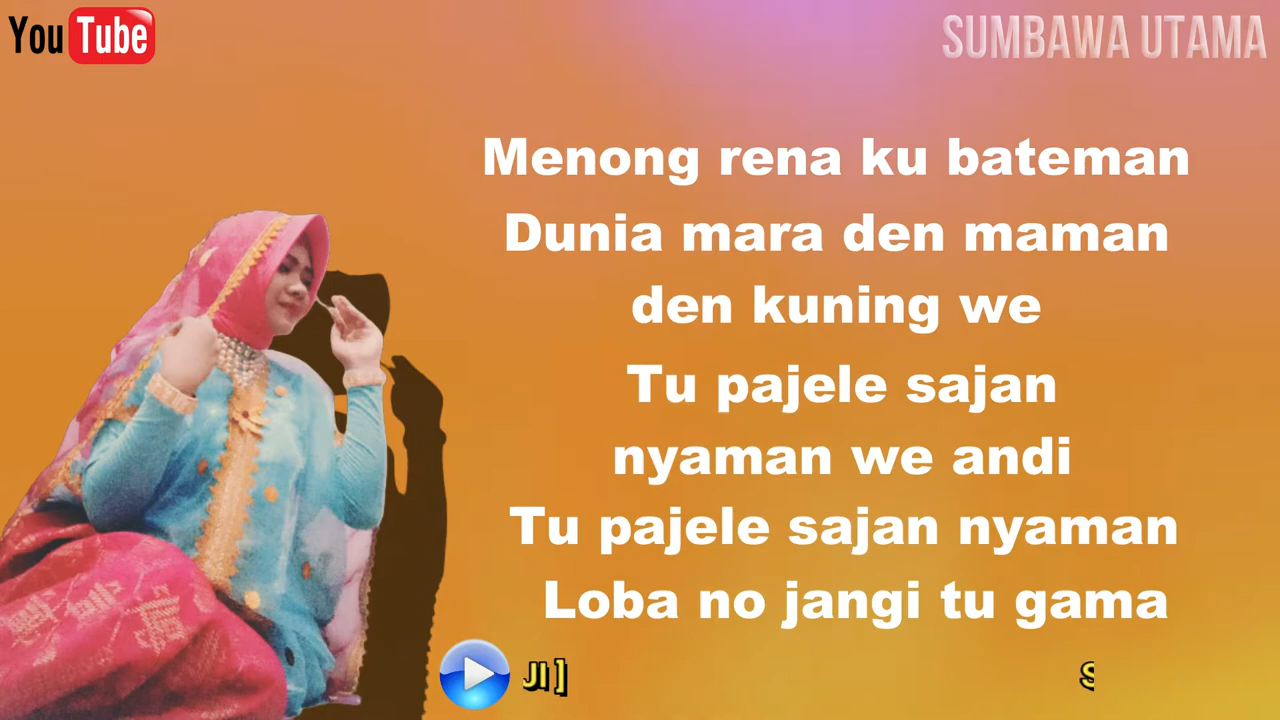 You Tube
SUMBAWA UTAMA
Menong rena ku bateman
Dunia mara den maman
den kuning we
Tu pajele sajan
nyaman we andi
Tu pajele sajan nyaman
Loba no jangi tu gama
JI ]